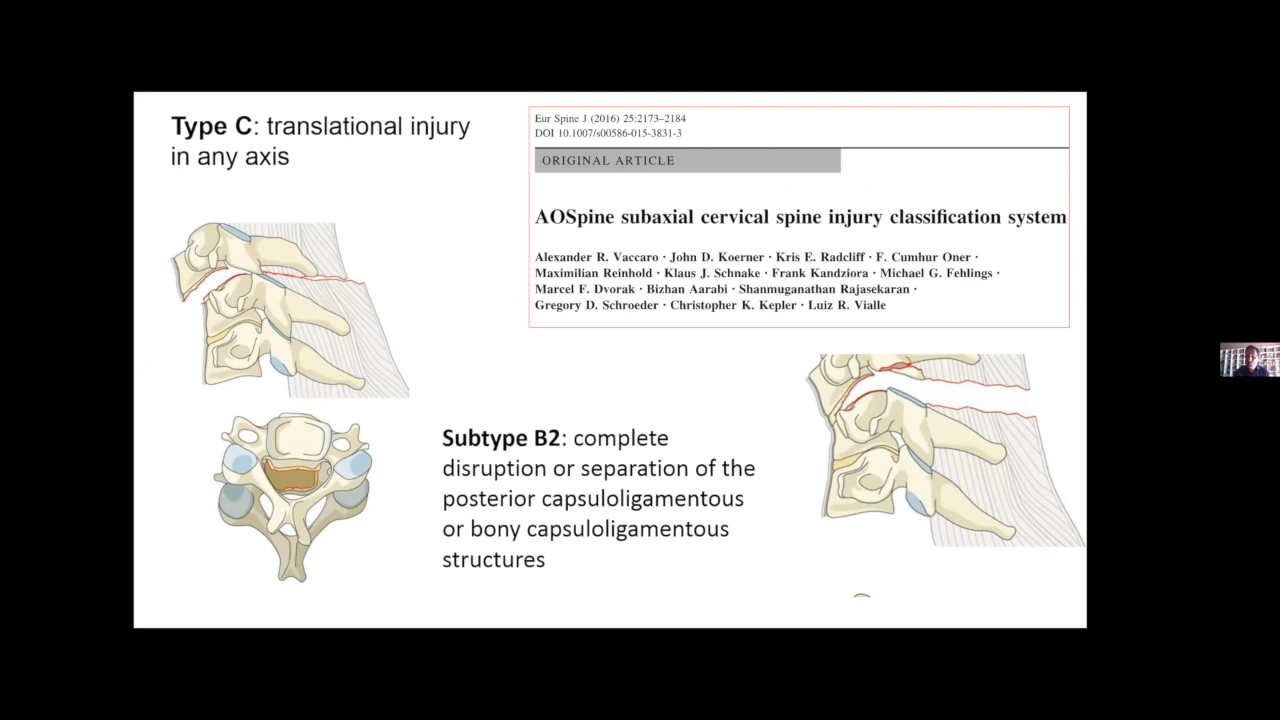 Type C: translational injury
in any axis
Eur Spine J (2016) 25:2173–2184
DOI 10.1007/s00586-015-3831-3
ORIGINAL ARTICLE
AOSpine subaxial cervical spine injury classification system
Alexander R. Vaccaro · John D. Koerner · Kris E. Radcliff · F. Cumhur Oner ·
Maximilian Reinhold · Klaus J. Schnake · Frank Kandziora · Michael G. Fehlings ·
Marcel F. Dvorak · Bizhan Aarabi · Shanmuganathan Rajasekaran ·
Gregory D. Schroeder · Christopher K. Kepler · Luiz R. Vialle
Subtype B2: complete
disruption or separation of the
posterior capsuloligamentous
or bony capsuloligamentous
structures